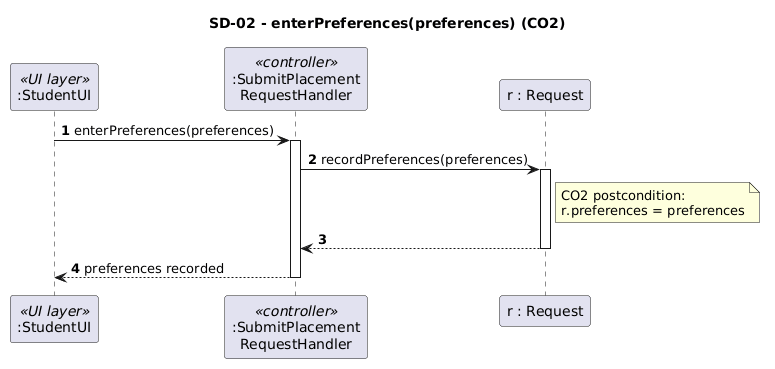 SD-02 - enterPreferences(preferences) (CO2)
«UI layer»
:StudentUI
«controller»
:SubmitPlacement
RequestHandler
r : Request
1 enterPreferences(preferences)
2 recordPreferences(preferences)
CO2 postcondition:
r.preferences = preferences
3
4 preferences recorded
«UI layer»
:StudentUI
«controller»
:SubmitPlacement
RequestHandler
r : Request